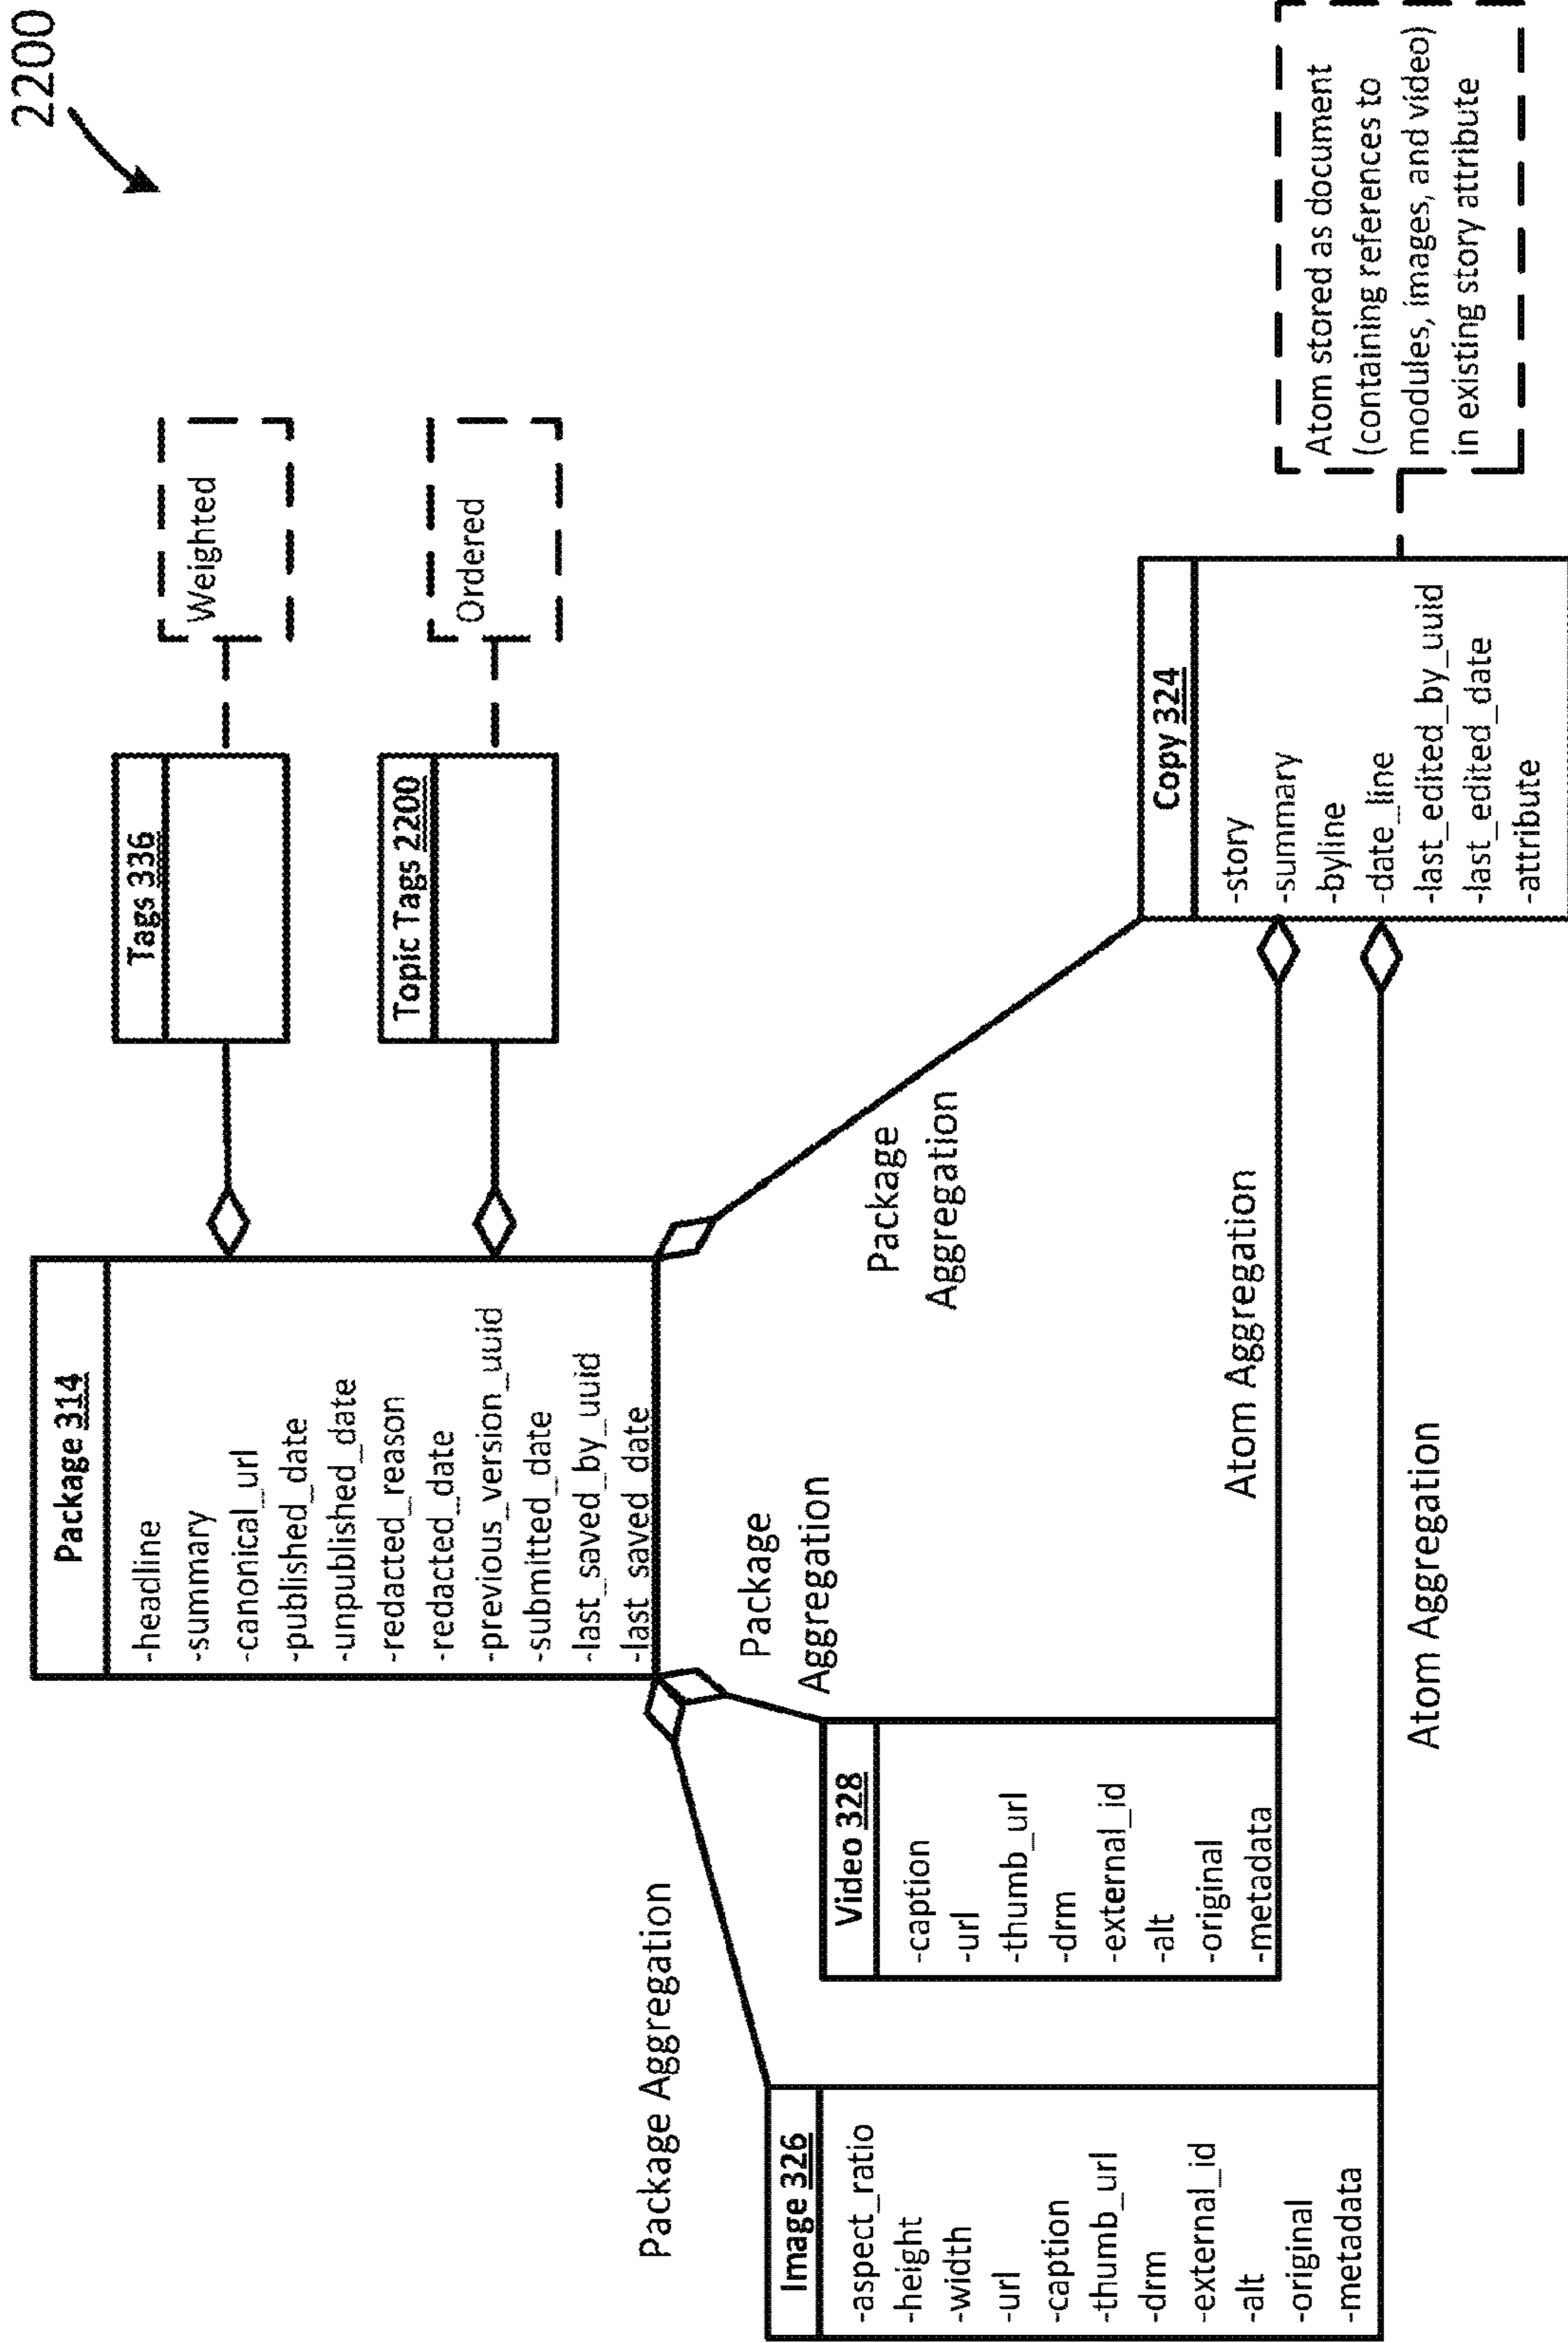 2200
Package 314
-headline
-summary
-canonical_url
-published_date
-unpublished_date
-redacted_reason
-redacted_date
-previous_version_uuid
-submitted_date
-last_saved_by_uuid
-last_saved_date
Tags 336
Weighted
Topic Tags 2200
Ordered
Package Aggregation
Package
Aggregation
Package
Aggregation
Image 326
-aspect_ratio
-height
-width
-url
-caption
-thumb_url
-drm
-external_id
-alt
-original
-metadata
Video 328
-caption
-url
-thumb_url
-drm
-external_id
-alt
-original
-metadata
Atom Aggregation
Atom Aggregation
Copy 324
-story
-summary
-byline
-date_line
-last_edited_by_uuid
-last_edited_date
-attribute
Atom stored as document
(containing references to
modules, images, and video)
in existing story attribute